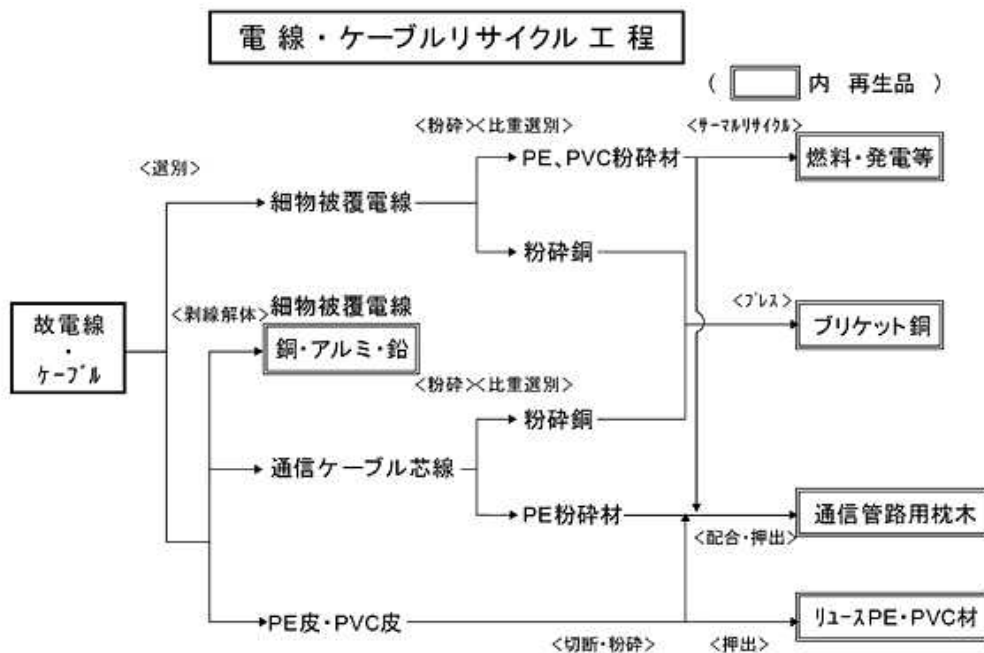 電線・ケーブルリサイクル工程
( 内 再生品 )
<粉砕><比重選別>
<サーマルリサイクル>
<選別>
PE、PVC粉砕材
燃料・発電等
細物被覆電線
粉砕銅
故電線
・
ケーブル
<剥線解体>
細物被覆電線
銅・アルミ・鉛
<プレス>
ブリケット銅
<粉砕><比重選別>
粉砕銅
通信ケーブル芯線
PE粉砕材
通信管路用枕木
<配合・押出>
PE皮・PVC皮
リュースPE・PVC材
<切断・粉砕>
<押出>